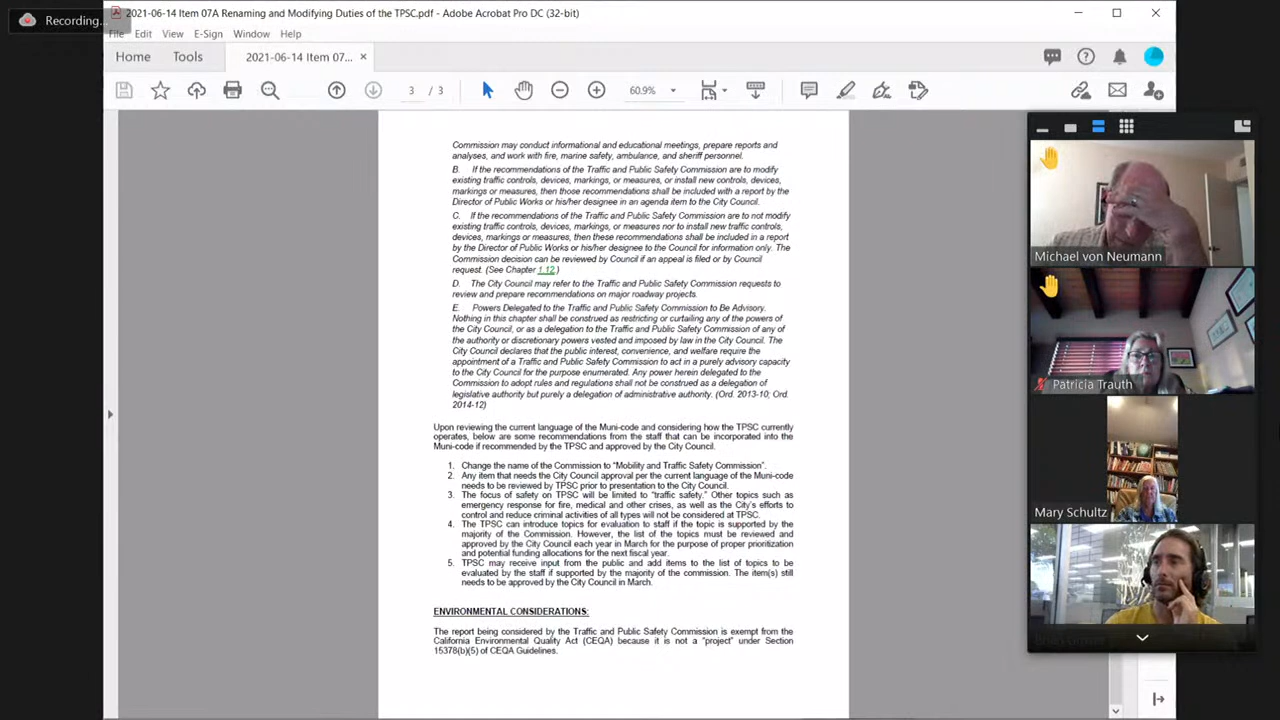 Recording...
2021-06-14 Item 07A Renaming and Modifying Duties of the TPSC.pdf - Adobe Acrobat Pro DC (32-bit)
File Edit View E-Sign Window Help
Home Tools 2021-06-14 Item 07... ×
3 / 3 60.9%
Commission may conduct informational and educational meetings, prepare reports and
analyses, and work with fire, marine safety, ambulance, and sheriff personnel.
B. If the recommendations of the Traffic and Public Safety Commission are to modify
existing traffic controls, devices, markings, or measures, or install new controls, devices,
markings or measures, then those recommendations shall be included with a report by the
Director of Public Works or his/her designee in an agenda item to the City Council.
C. If the recommendations of the Traffic and Public Safety Commission are to not modify
existing traffic controls, devices, markings, or measures nor to install new traffic controls,
devices, markings or measures, then these recommendations shall be included in a report
by the Director of Public Works or his/her designee to the Council for information only. The
Commission decision can be reviewed by Council if an appeal is filed or by Council
request. (See Chapter 1.12.)
D. The City Council may refer to the Traffic and Public Safety Commission requests to
review and prepare recommendations on major roadway projects.
E. Powers Delegated to the Traffic and Public Safety Commission to Be Advisory.
Nothing in this chapter shall be construed as restricting or curtailing any of the powers of
the City Council, or as a delegation to the Traffic and Public Safety Commission of any of
the authority or discretionary powers vested and imposed by law in the City Council. The
City Council declares that the public interest, convenience, and welfare require the
appointment of a Traffic and Public Safety Commission to act in a purely advisory capacity
to the City Council for the purpose enumerated. Any power herein delegated to the
Commission to adopt rules and regulations shall not be construed as a delegation of
legislative authority but purely a delegation of administrative authority. (Ord. 2013-10; Ord.
2014-12)
Upon reviewing the current language of the Muni-code and considering how the TPSC currently
operates, below are some recommendations from the staff that can be incorporated into the
Muni-code if recommended by the TPSC and approved by the City Council.
1. Change the name of the Commission to "Mobility and Traffic Safety Commission".
2. Any item that needs the City Council approval per the current language of the Muni-code
needs to be reviewed by TPSC prior to presentation to the City Council.
3. The focus of safety on TPSC will be limited to "traffic safety." Other topics such as
emergency response for fire, medical and other crises, as well as the City's efforts to
control and reduce criminal activities of all types will not be considered at TPSC.
4. The TPSC can introduce topics for evaluation to staff if the topic is supported by the
majority of the Commission. However, the list of the topics must be reviewed and
approved by the City Council each year in March for the purpose of proper prioritization
and potential funding allocations for the next fiscal year.
5. TPSC may receive input from the public and add items to the list of topics to be
evaluated by the staff if supported by the majority of the commission. The item(s) still
needs to be approved by the City Council in March.
ENVIRONMENTAL CONSIDERATIONS:
The report being considered by the Traffic and Public Safety Commission is exempt from the
California Environmental Quality Act (CEQA) because it is not a "project" under Section
15378(b)(5) of CEQA Guidelines.
Michael von Neumann
Patricia Trauth
Mary Schultz